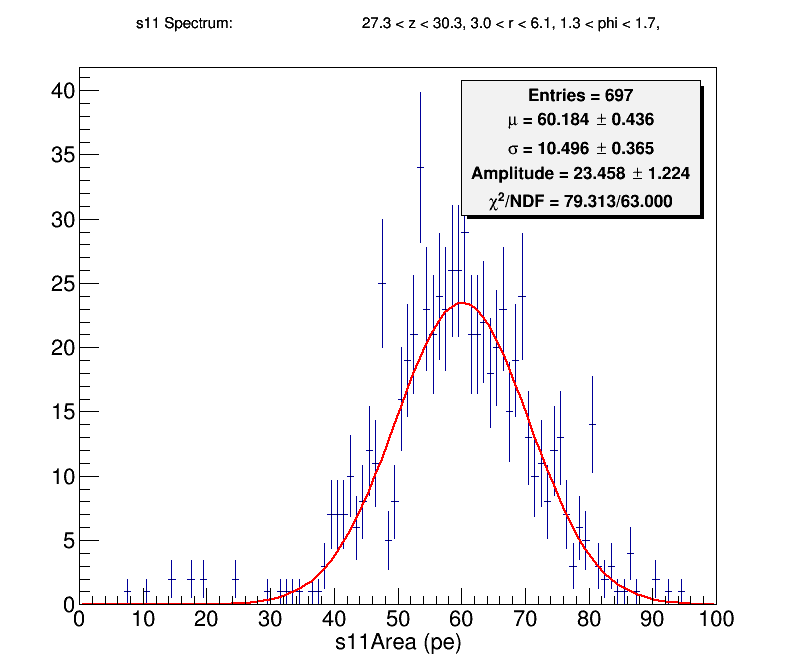 s11 Spectrum: 27.3 < z < 30.3, 3.0 < r < 6.1, 1.3 < phi < 1.7,
Entries = 697
μ = 60.184 ± 0.436
σ = 10.496 ± 0.365
Amplitude = 23.458 ± 1.224
χ²/NDF = 79.313/63.000
40
35
30
25
20
15
10
5
0
0 10 20 30 40 50 60 70 80 90 100
s11Area (pe)